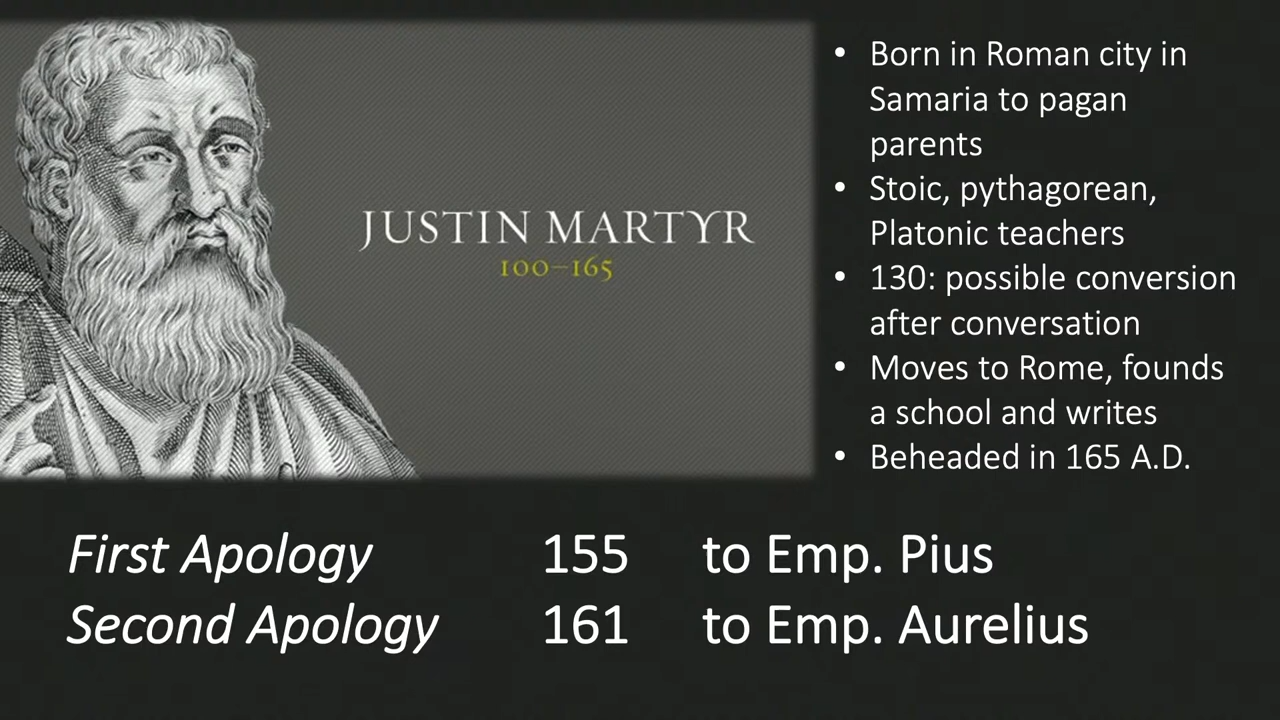 JUSTIN MARTYR
100–165
• Born in Roman city in
Samaria to pagan
parents
• Stoic, pythagorean,
Platonic teachers
• 130: possible conversion
after conversation
• Moves to Rome, founds
a school and writes
• Beheaded in 165 A.D.
First Apology 155 to Emp. Pius
Second Apology 161 to Emp. Aurelius